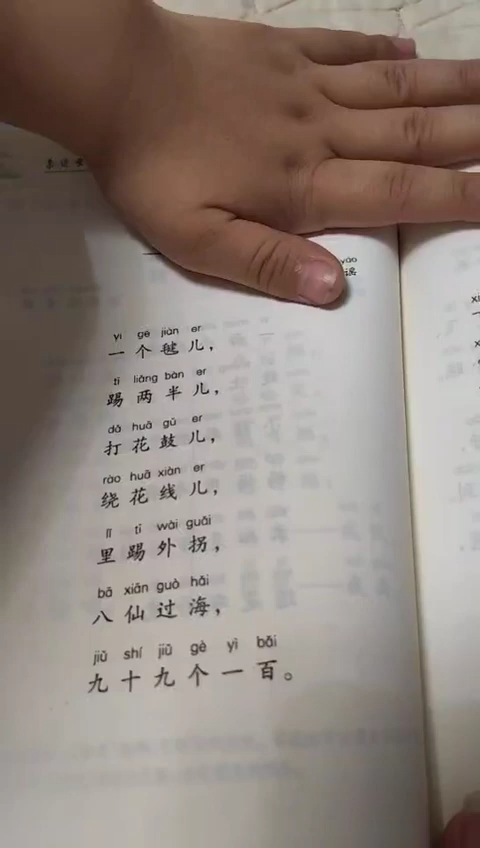 yáo
谣
yí gè jiàn er
一个毽儿，
tī liǎng bàn er
踢两半儿，
dǎ huā gǔ er
打花鼓儿，
rào huā xiàn er
绕花线儿，
lǐ tī wài guǎi
里踢外拐，
bā xiān guò hǎi
八仙过海，
jiǔ shí jiǔ gè yì bǎi
九十九个一百。